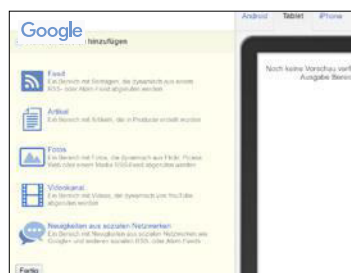 Android Tablet iPhone
Google
hinzufügen
Noch keine Vorschau verf
Ausgabe Berei
Feed
Ein Bereich mit Beiträgen, die dynamisch aus einem
RSS- oder Atom-Feed abgerufen werden
Artikel
Ein Bereich mit Artikeln, die in Producer erstellt wurden
Fotos
Ein Bereich mit Fotos, die dynamisch aus Flickr, Picasa
Web oder einem Media RSS-Feed abgerufen werden
Videokanal
Ein Bereich mit Videos, der dynamisch von YouTube
abgerufen werden
Neuigkeiten aus sozialen Netzwerken
Ein Bereich mit Neuigkeiten aus sozialen Netzwerken wie
Google+ und anderen sozialen RSS- oder Atom-Feeds
Fertig